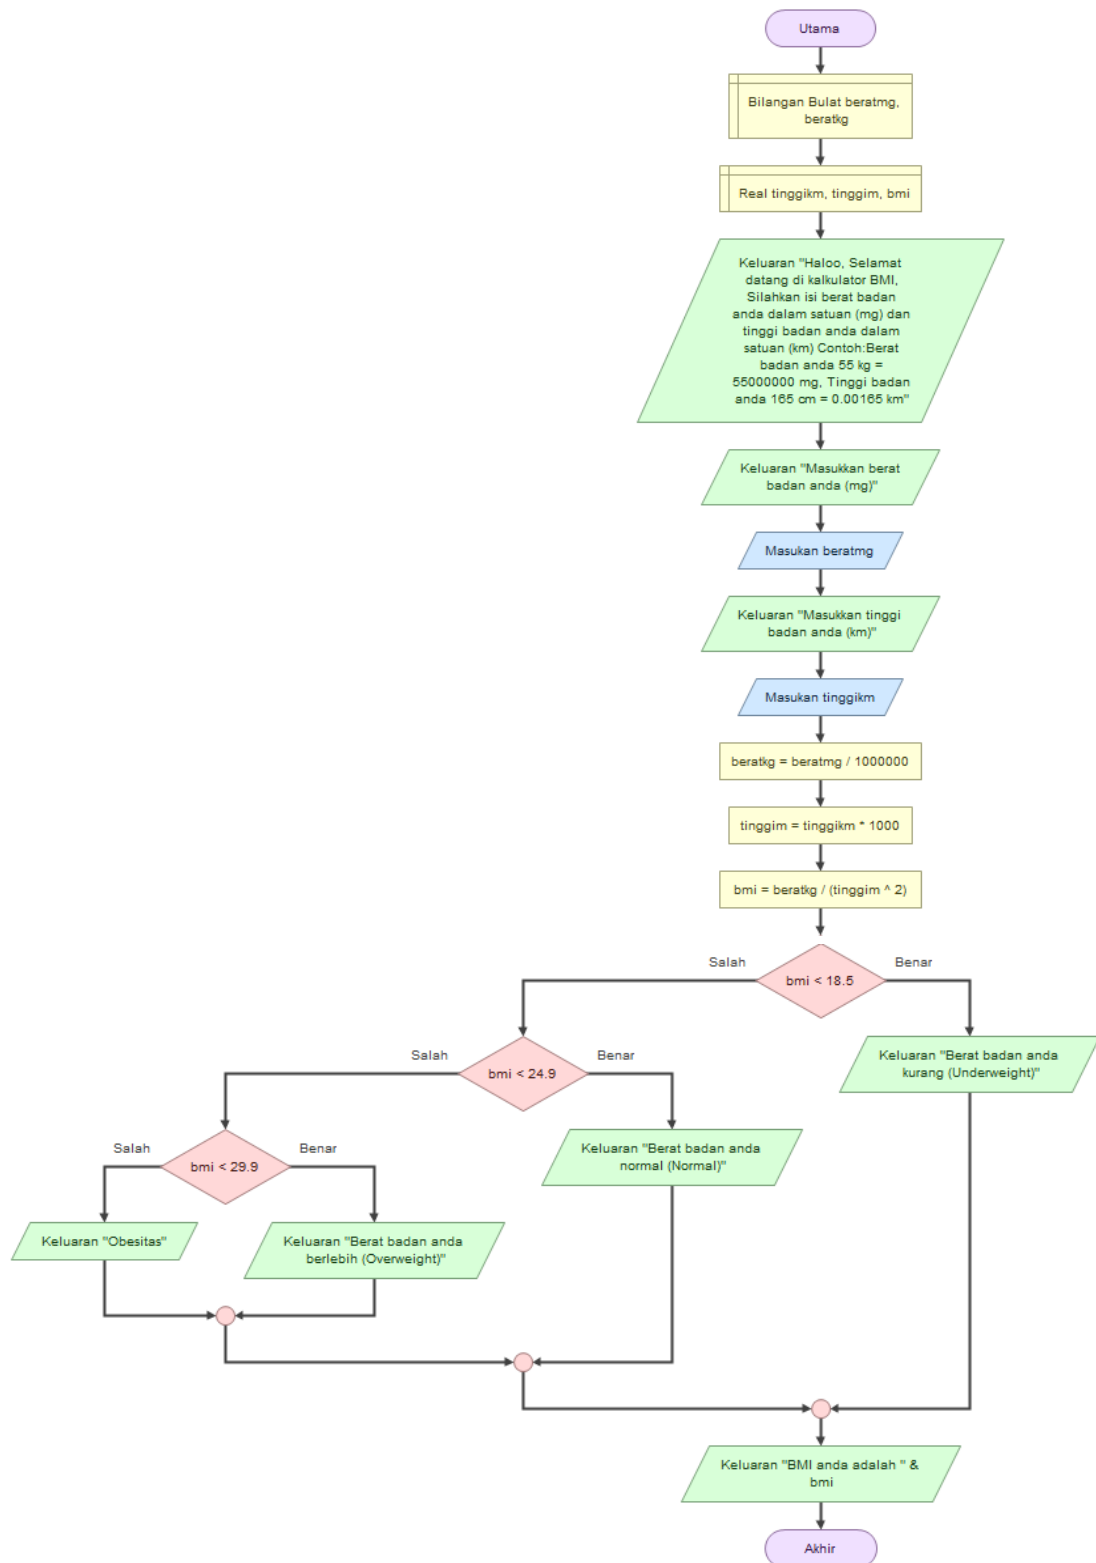 Utama
Bilangan Bulat beratmg,
beratkg
Real tinggikm, tinggim, bmi
Keluaran "Haloo, Selamat
datang di kalkulator BMI,
Silahkan isi berat badan
anda dalam satuan (mg) dan
tinggi badan anda dalam
satuan (km) Contoh:Berat
badan anda 55 kg =
55000000 mg, Tinggi badan
anda 165 cm = 0.00165 km"
Keluaran "Masukkan berat
badan anda (mg)"
Masukan beratmg
Keluaran "Masukkan tinggi
badan anda (km)"
Masukan tinggikm
beratkg = beratmg / 1000000
tinggim = tinggikm * 1000
bmi = beratkg / (tinggim ^ 2)
Salah
Benar
bmi < 18.5
Salah
Benar
bmi < 24.9
Keluaran "Berat badan anda
kurang (Underweight)"
Salah
Benar
bmi < 29.9
Keluaran "Berat badan anda
normal (Normal)"
Keluaran "Obesitas"
Keluaran "Berat badan anda
berlebih (Overweight)"
Keluaran "BMI anda adalah " &
bmi
Akhir